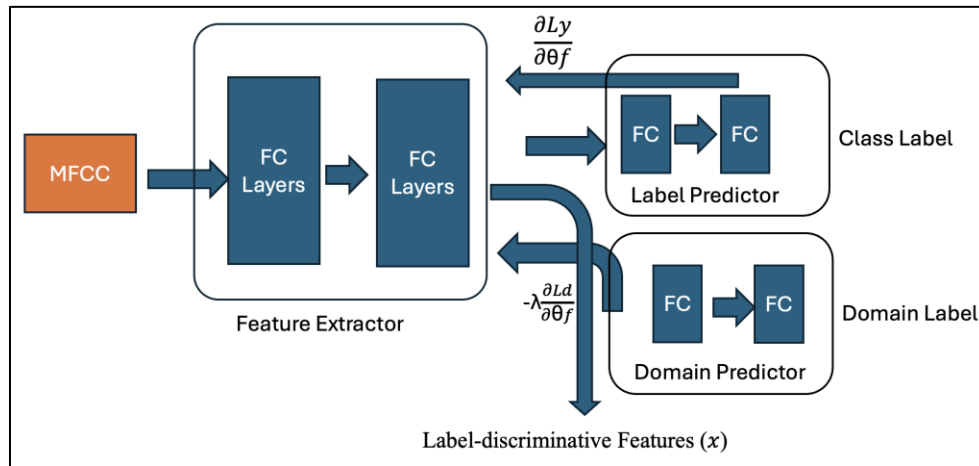 ∂Ly
∂θf
MFCC
FC
Layers
FC
Layers
FC
FC
Class Label
Label Predictor
-λ
∂Ld
∂θf
FC
FC
Domain Label
Feature Extractor
Domain Predictor
Label-discriminative Features (x)